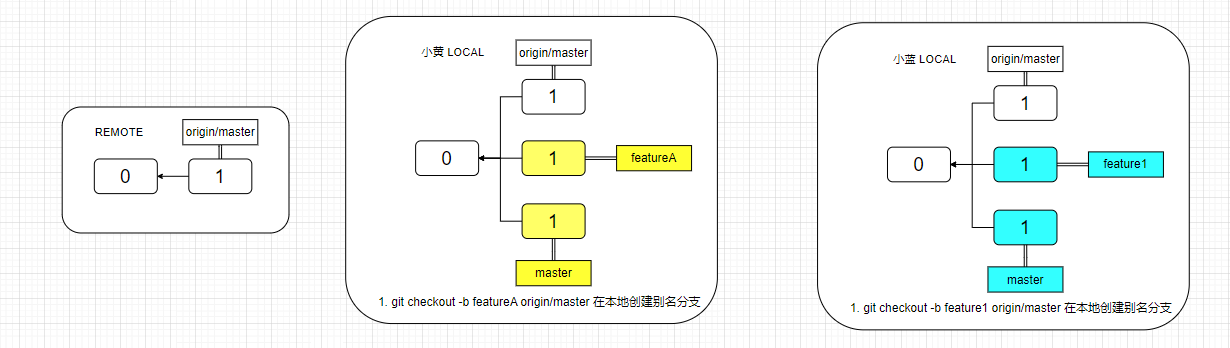 REMOTE
origin/master
0
1
小黄 LOCAL
origin/master
1
0
1
featureA
1
master
1. git checkout -b featureA origin/master 在本地创建别名分支
小蓝 LOCAL
origin/master
1
0
1
feature1
1
master
1. git checkout -b feature1 origin/master 在本地创建别名分支